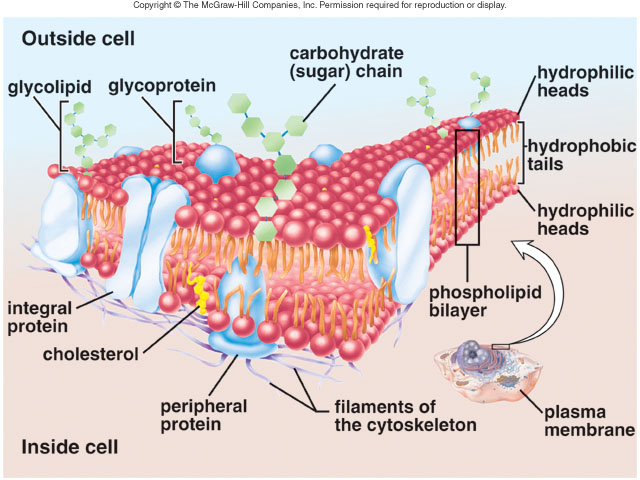 Copyright © The McGraw-Hill Companies, Inc. Permission required for reproduction or display.
Outside cell
carbohydrate
(sugar) chain
glycolipid
glycoprotein
hydrophilic
heads
hydrophobic
tails
hydrophilic
heads
phospholipid
bilayer
integral
protein
cholesterol
peripheral
protein
filaments of
the cytoskeleton
plasma
membrane
Inside cell